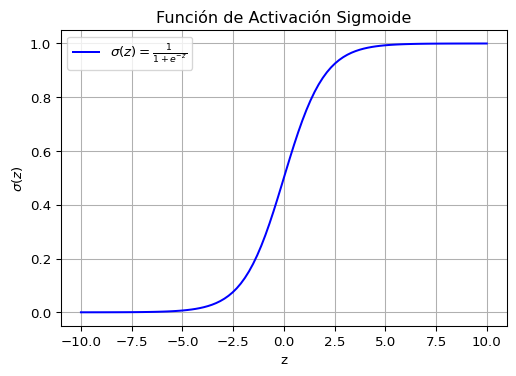 Función de Activación Sigmoide
σ(z) = 1/(1+e^{-z})
1.0
0.8
0.6
0.4
0.2
0.0
σ(z)
−10.0 −7.5 −5.0 −2.5 0.0 2.5 5.0 7.5 10.0
z